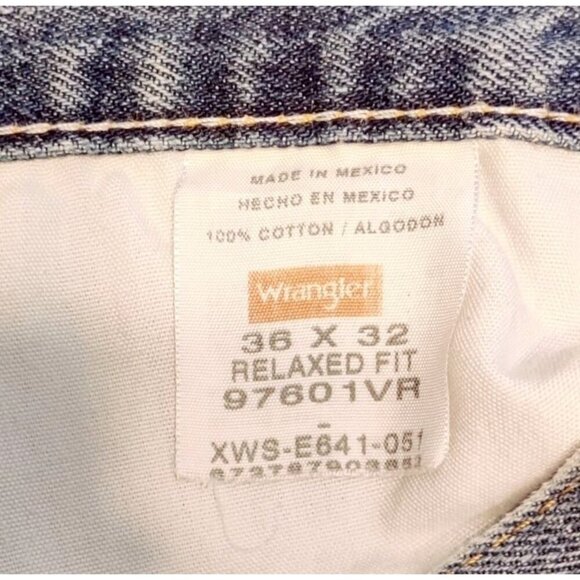 MADE IN MEXICO
HECHO EN MEXICO
100% COTTON / ALGODON
Wrangler
36 X 32
RELAXED FIT
97601VR
XWS-E641-051